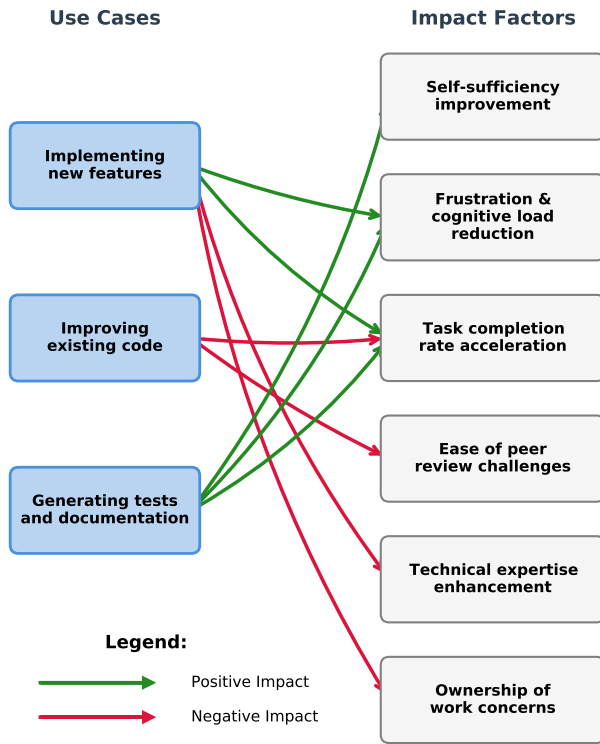 Use Cases
Impact Factors
Implementing
new features
Improving
existing code
Generating tests
and documentation
Self-sufficiency
improvement
Frustration &
cognitive load
reduction
Task completion
rate acceleration
Ease of peer
review challenges
Technical expertise
enhancement
Ownership of
work concerns
Legend:
Positive Impact
Negative Impact